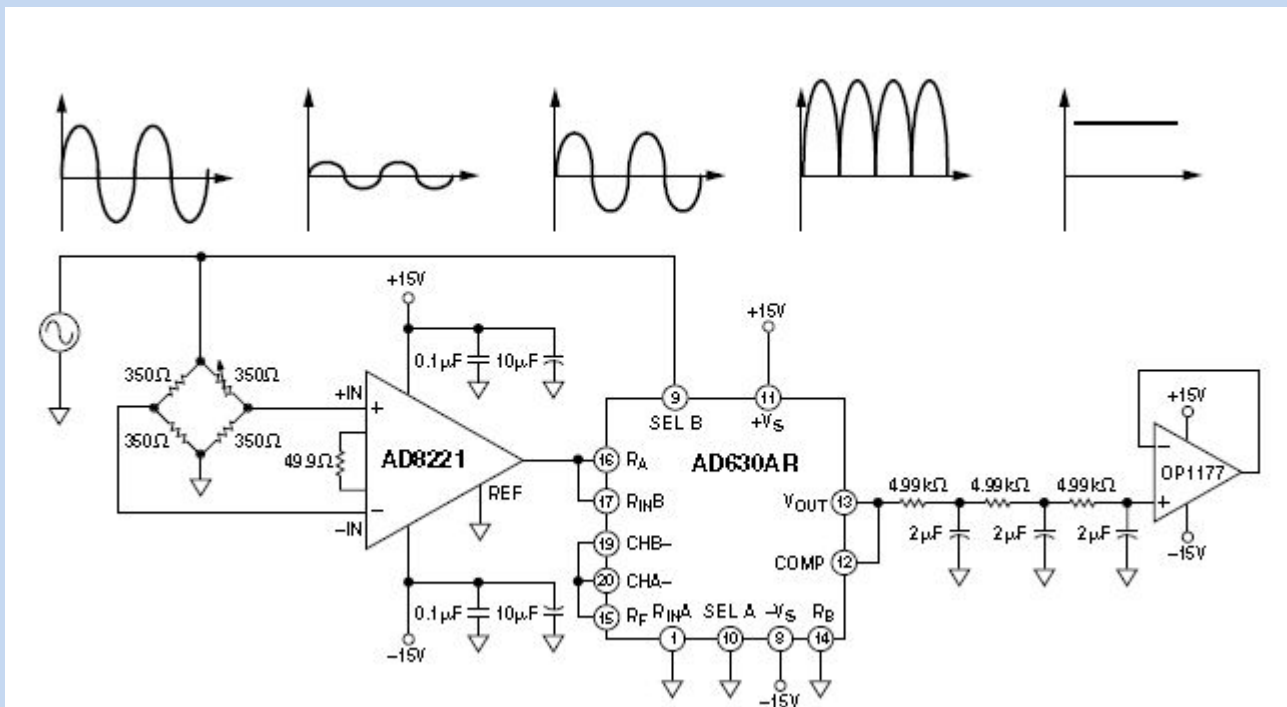 +15V
0.1μF
10μF
350Ω
350Ω
350Ω
350Ω
+IN
49.9Ω
AD8221
REF
−IN
0.1μF
10μF
−15V
+15V
9
SEL B
11
+VS
AD630AR
16
RA
17
RINB
19
CHB−
20
CHA−
15
RF
RINA
SEL A
−VS
RB
1
10
8
14
−15V
VOUT
13
COMP
12
4.99kΩ
4.99kΩ
4.99kΩ
2μF
2μF
2μF
+15V
−
OP1177
+
−15V